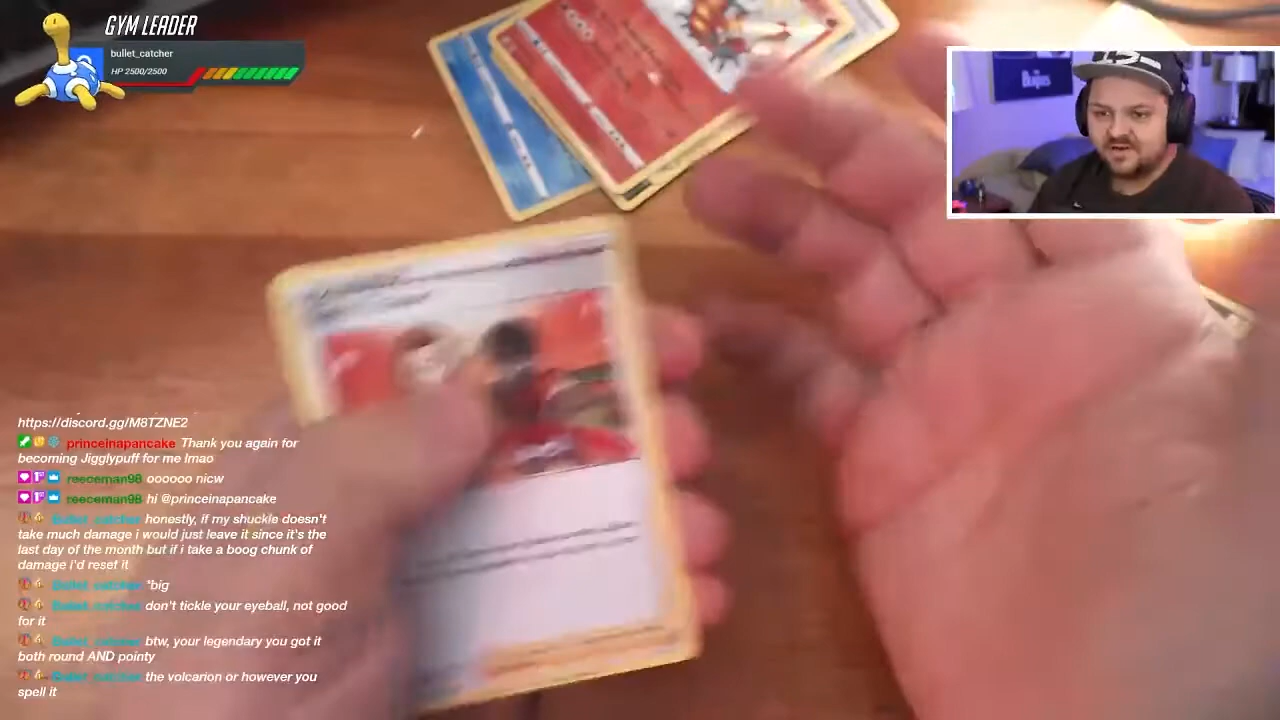 GYM LEADER
bullet_catcher
HP 2500/2500
https://discord.gg/M8TZNE2
princeinapancake Thank you again for
becoming Jigglypuff for me lmao
reeceman98 oooooo nicw
reeceman98 hi @princeinapancake
Bullet_catcher honestly, if my shuckle doesn't
take much damage i would just leave it since it's the
last day of the month but if i take a boog chunk of
damage i'd resef it
Bullet_catcher *big
Bullet_catcher don't tickle your eyeball, not good
for it
Bullet_catcher btw, your legendary you got it
both round AND pointy
Bullet_catcher the volcarion or however you
spell it